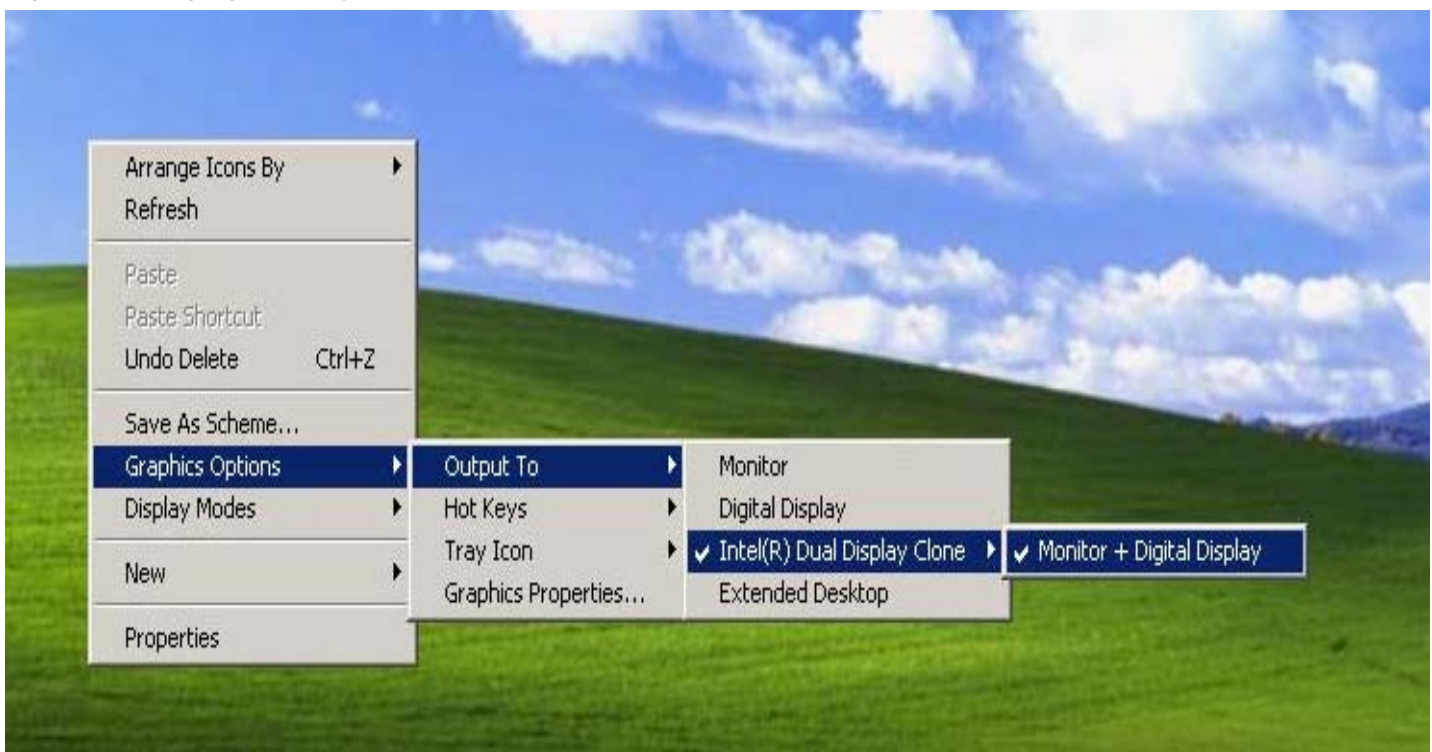 Arrange Icons By
Refresh
Paste
Paste Shortcut
Undo Delete Ctrl+Z
Save As Scheme...
Graphics Options
Display Modes
New
Properties
Output To
Hot Keys
Tray Icon
Graphics Properties...
Monitor
Digital Display
Intel(R) Dual Display Clone
Extended Desktop
Monitor + Digital Display